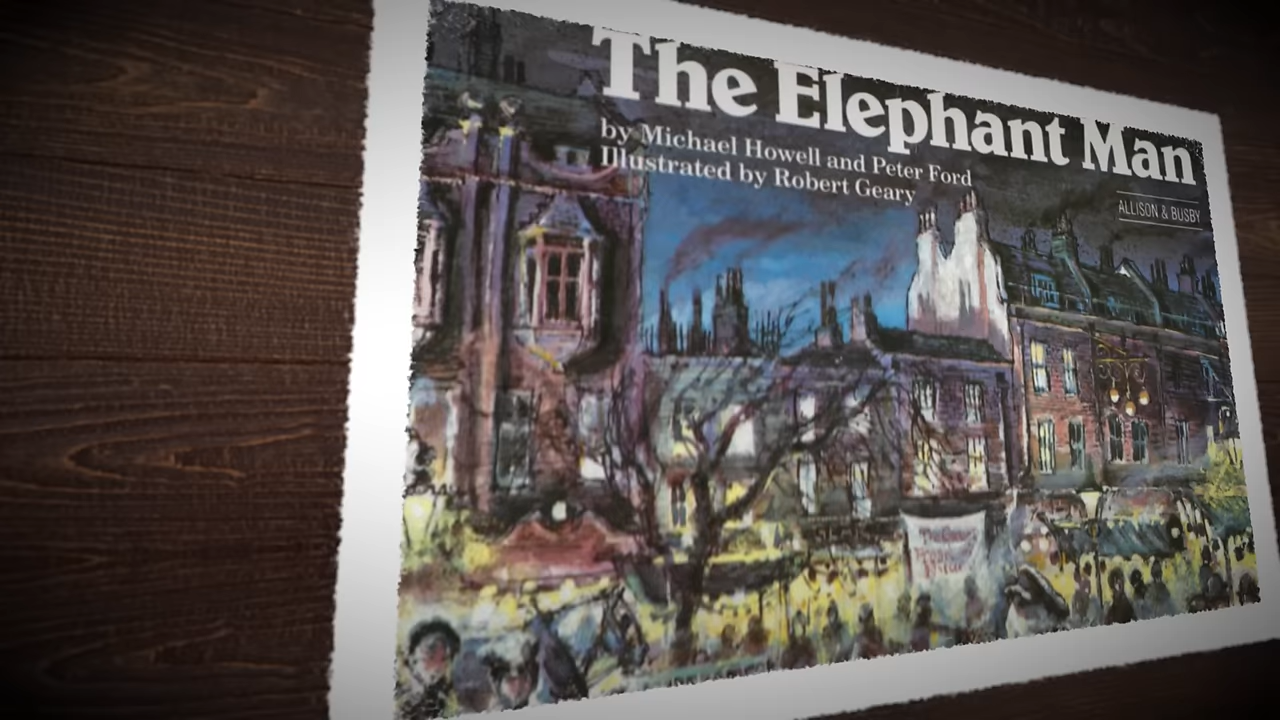 The Elephant Man
by Michael Howell and Peter Ford
Illustrated by Robert Geary
ALLISON & BUSBY